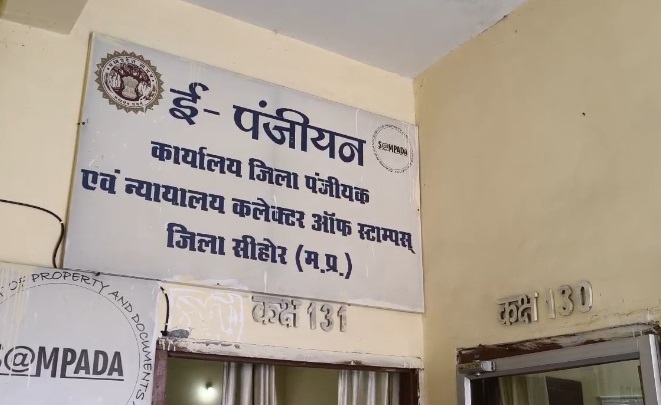 ई- पंजीयन
S@MPADA
कार्यालय जिला पंजीयक
एवं न्यायालय कलेक्टर ऑफ स्टाम्पस्
जिला सीहोर (म.प्र.)
कक्ष 131
कक्ष 130
OF PROPERTY AND DOCUMENTS
S@MPADA